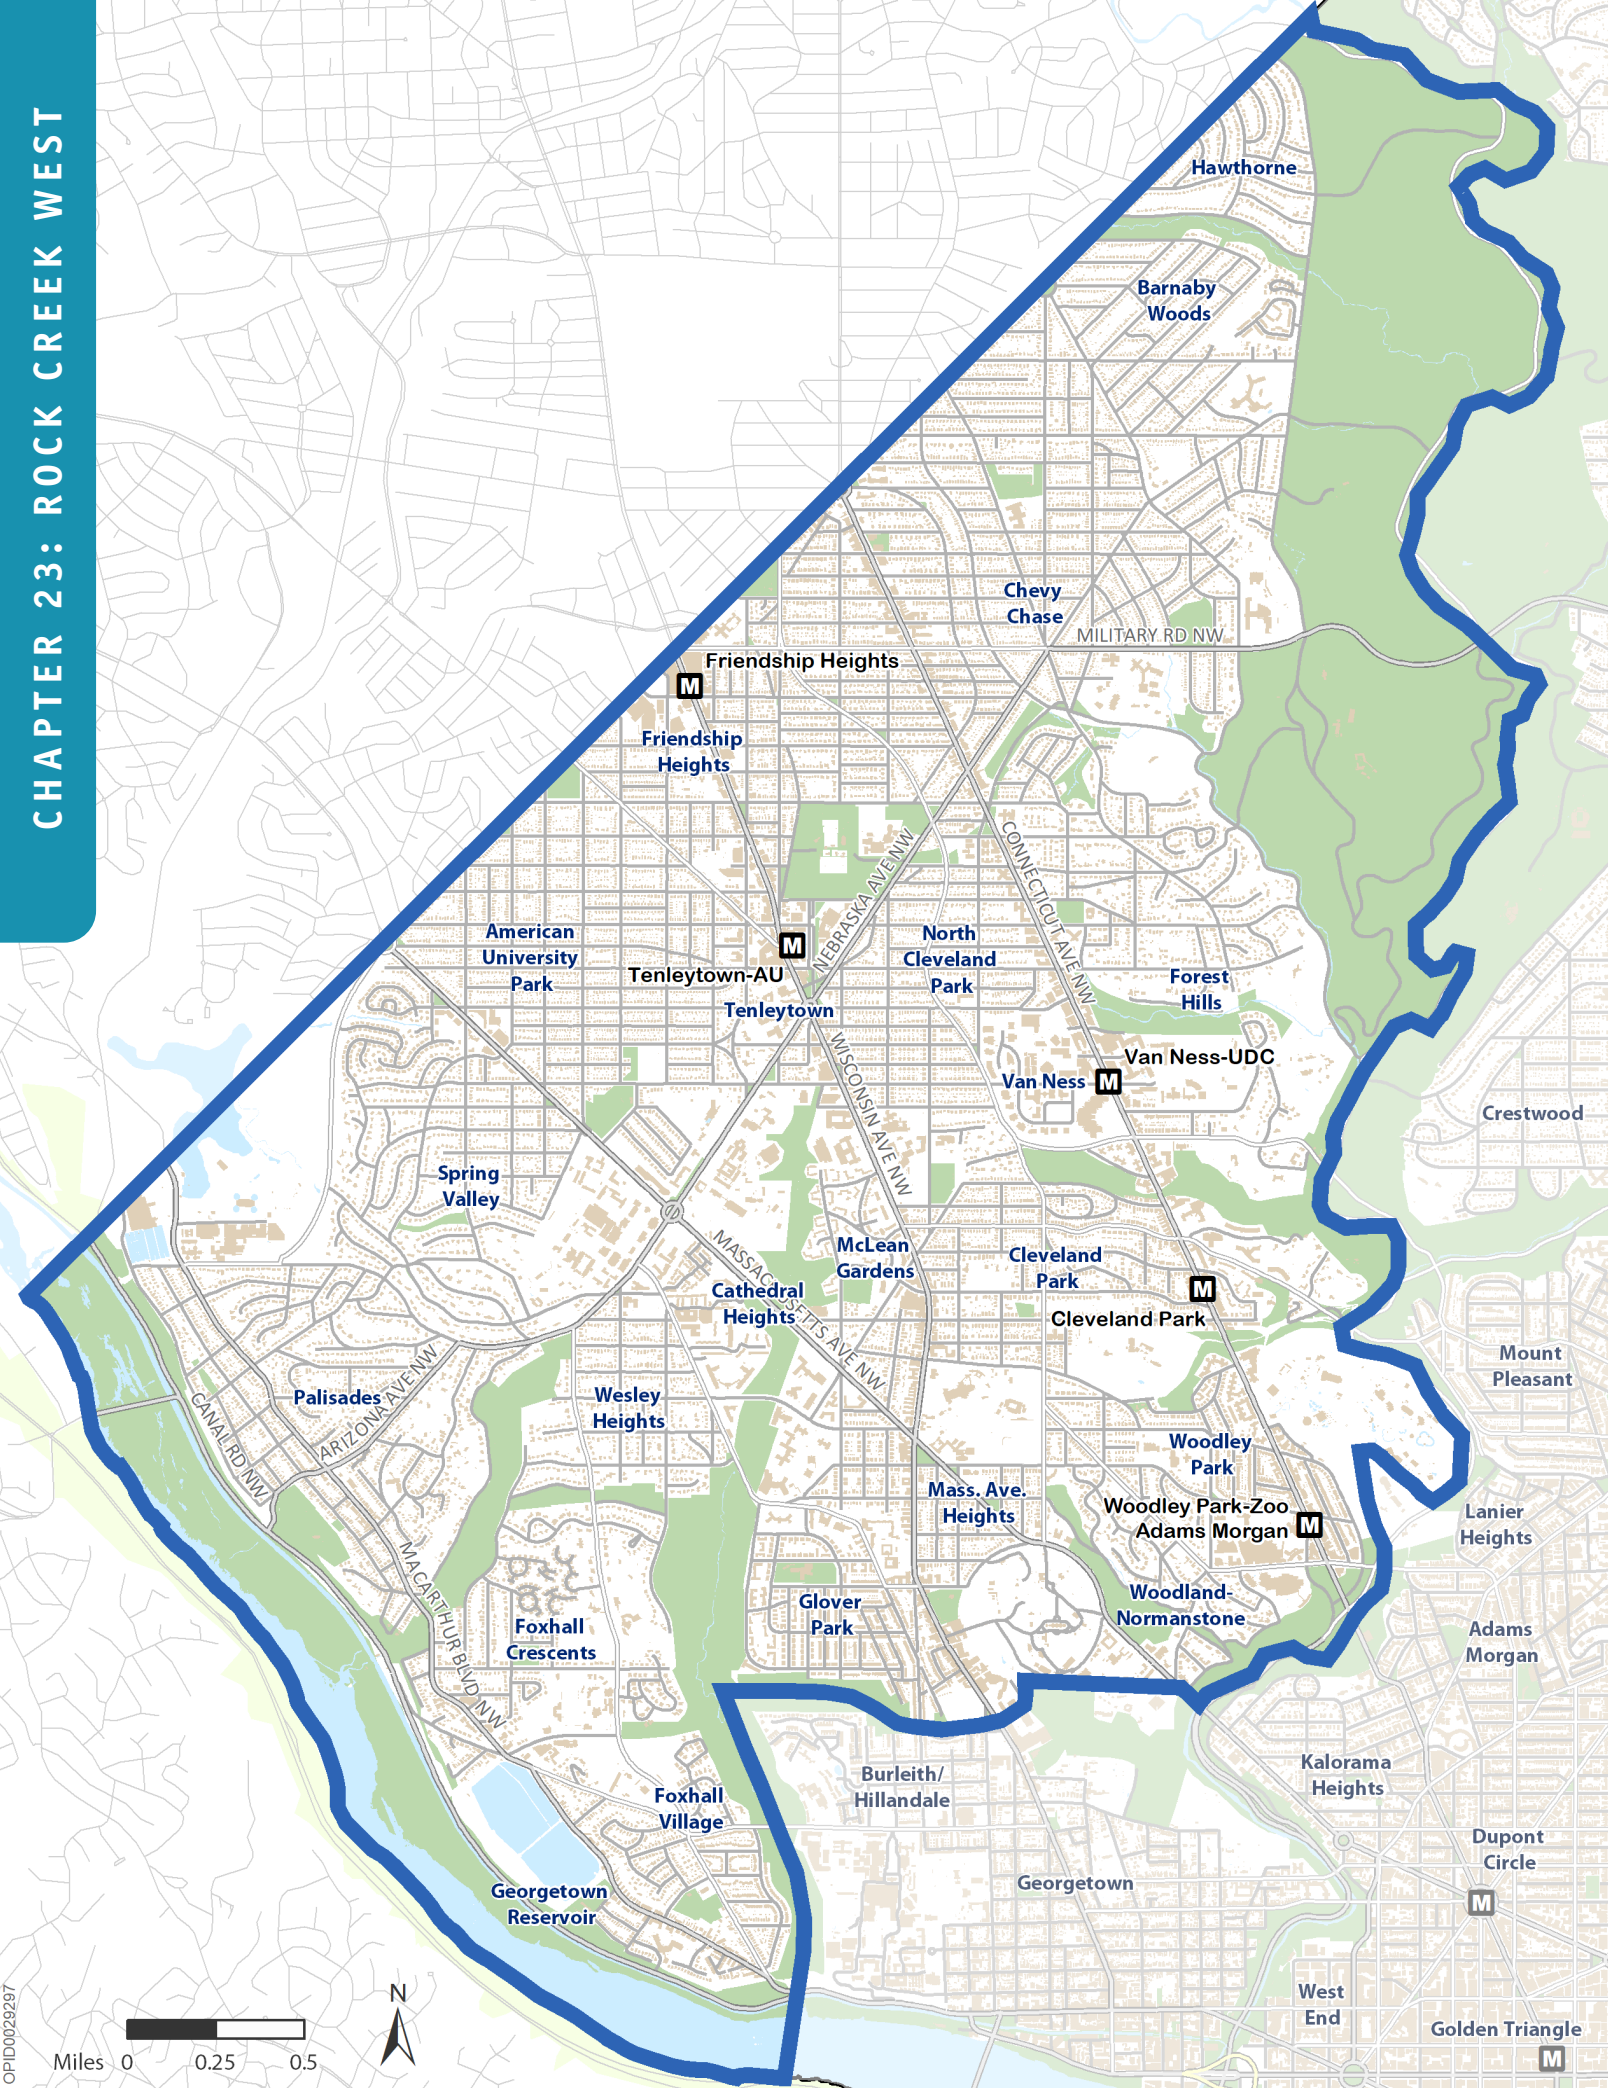 CHAPTER 23: ROCK CREEK WEST
Hawthorne
Barnaby
Woods
Chevy
Chase
MILITARY RD NW
Friendship Heights
M
Friendship
Heights
NEBRASKA AVE NW
CONNECTICUT AVE NW
American
University
Park
M
Tenleytown-AU
Tenleytown
North
Cleveland
Park
Forest
Hills
WISCONSIN AVE NW
Van Ness-UDC
Van Ness
M
Crestwood
Spring
Valley
MASSACHUSETTS AVE NW
McLean
Gardens
Cleveland
Park
M
Cleveland Park
Cathedral
Heights
Mount
Pleasant
Palisades
ARIZONA AVE NW
CANAL RD NW
Wesley
Heights
Woodley
Park
Mass. Ave.
Heights
Woodley Park-Zoo
Adams Morgan
M
Lanier
Heights
MACARTHUR BLVD NW
Glover
Park
Woodland-
Normanstone
Foxhall
Crescents
Adams
Morgan
Burleith/
Hillandale
Kalorama
Heights
Foxhall
Village
Dupont
Circle
M
Georgetown
Georgetown
Reservoir
West
End
Golden Triangle
M
N
Miles 0 0.25 0.5
OPID0029297